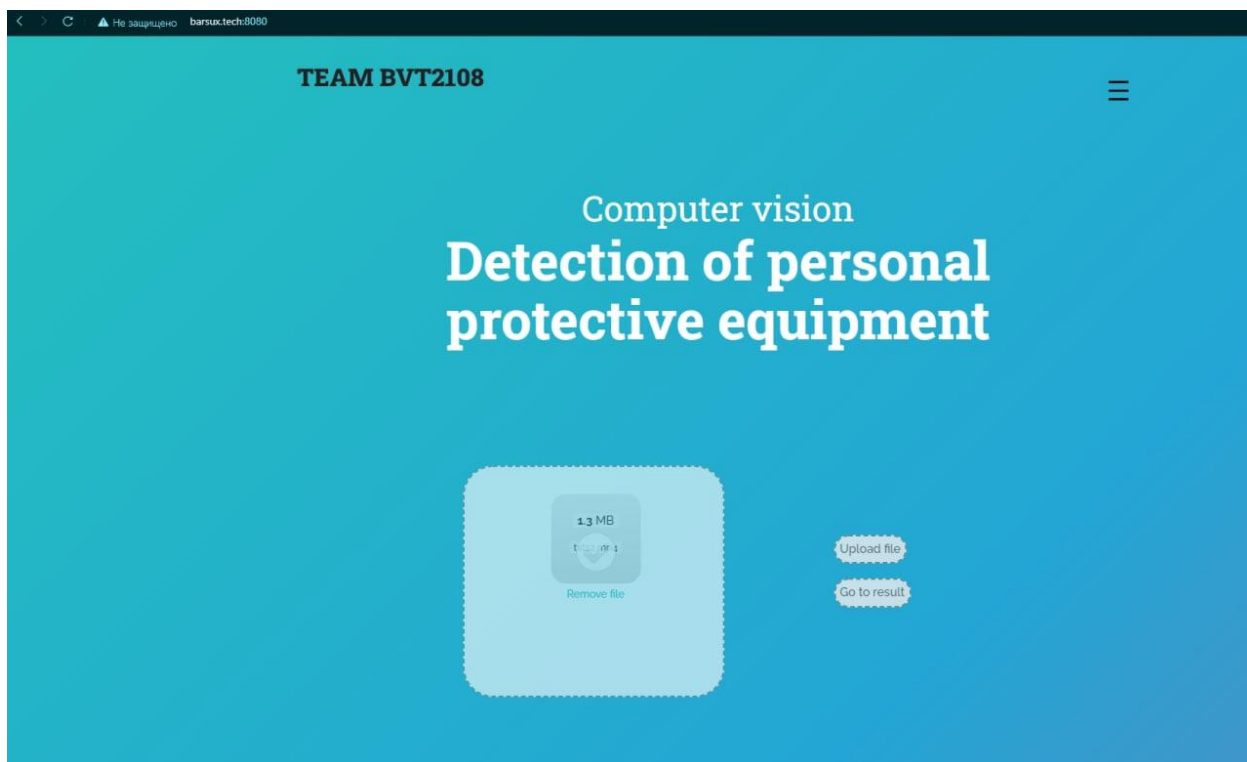 Не защищено barsux.tech:8080
TEAM BVT2108
Computer vision
Detection of personal
protective equipment
1.3 MB
Remove file
Upload file
Go to result